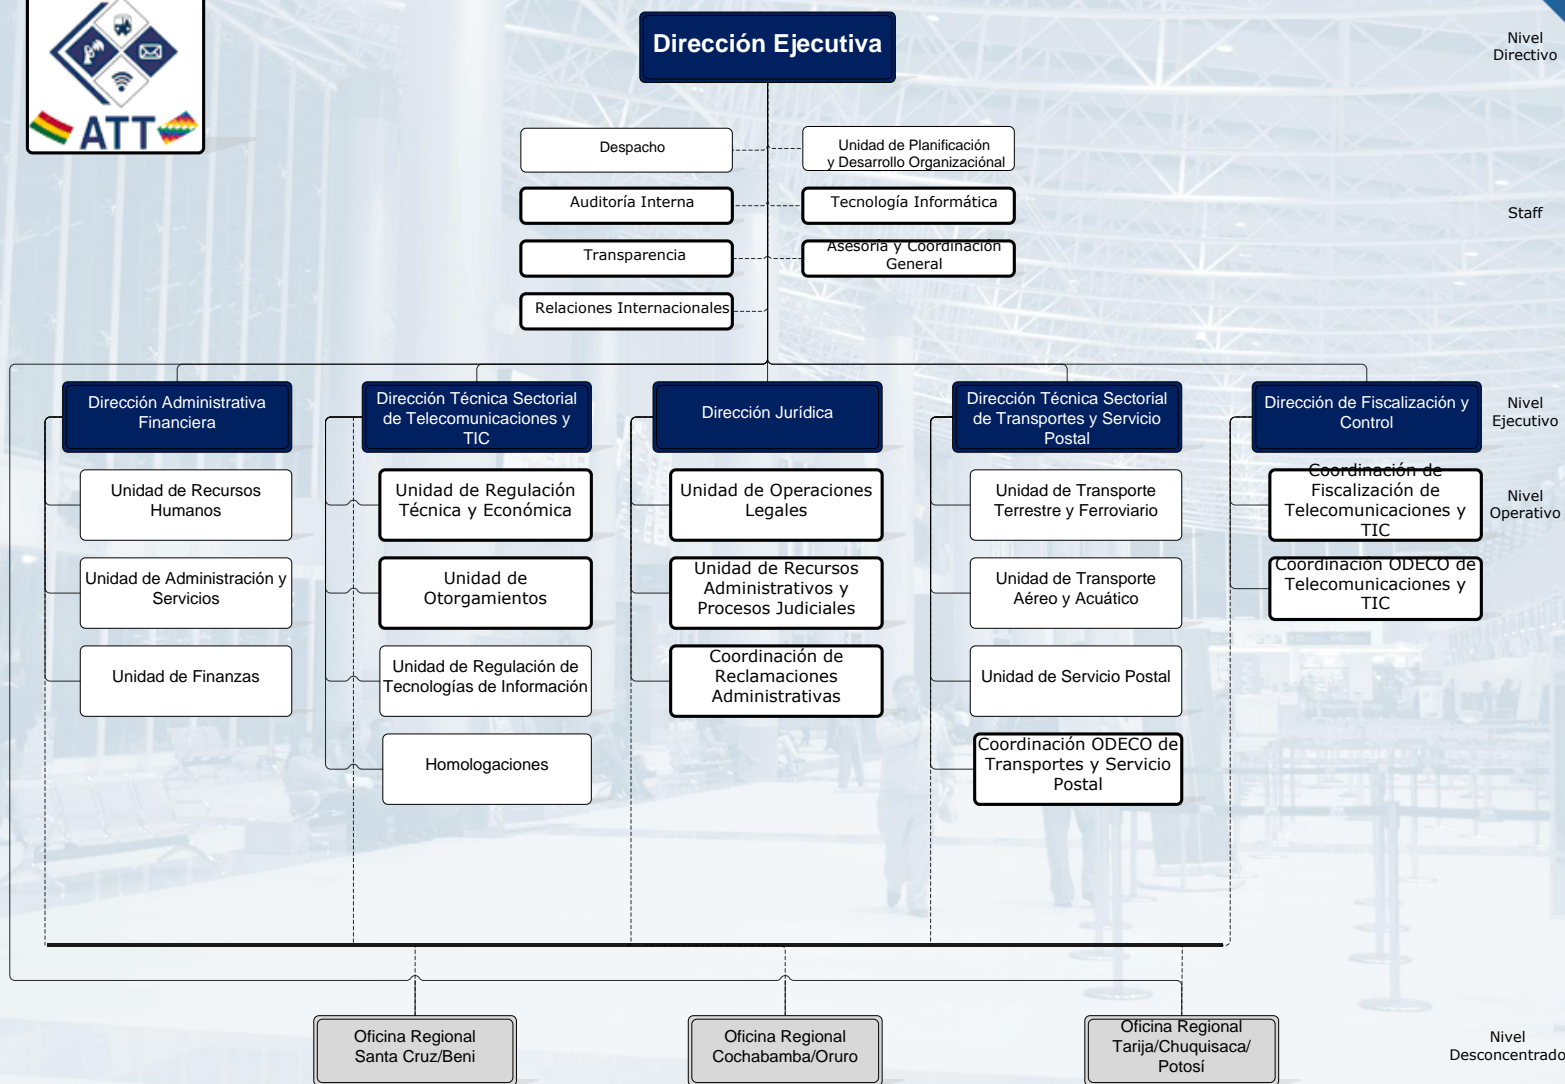 ATT
Dirección Ejecutiva
Nivel
Directivo
Despacho
Unidad de Planificación
y Desarrollo Organizaciónal
Auditoría Interna
Tecnología Informática
Staff
Transparencia
Asesoría y Coordinación
General
Relaciones Internacionales
Dirección Administrativa
Financiera
Dirección Técnica Sectorial
de Telecomunicaciones y
TIC
Dirección Jurídica
Dirección Técnica Sectorial
de Transportes y Servicio
Postal
Dirección de Fiscalización y
Control
Nivel
Ejecutivo
Unidad de Recursos
Humanos
Unidad de Regulación
Técnica y Económica
Unidad de Operaciones
Legales
Unidad de Transporte
Terrestre y Ferroviario
Coordinación de
Fiscalización de
Telecomunicaciones y
TIC
Nivel
Operativo
Unidad de Administración y
Servicios
Unidad de
Otorgamientos
Unidad de Recursos
Administrativos y
Procesos Judiciales
Unidad de Transporte
Aéreo y Acuático
Coordinación ODECO de
Telecomunicaciones y
TIC
Unidad de Finanzas
Unidad de Regulación de
Tecnologías de Información
Coordinación de
Reclamaciones
Administrativas
Unidad de Servicio Postal
Homologaciones
Coordinación ODECO de
Transportes y Servicio
Postal
Oficina Regional
Santa Cruz/Beni
Oficina Regional
Cochabamba/Oruro
Oficina Regional
Tarija/Chuquisaca/
Potosí
Nivel
Desconcentrado